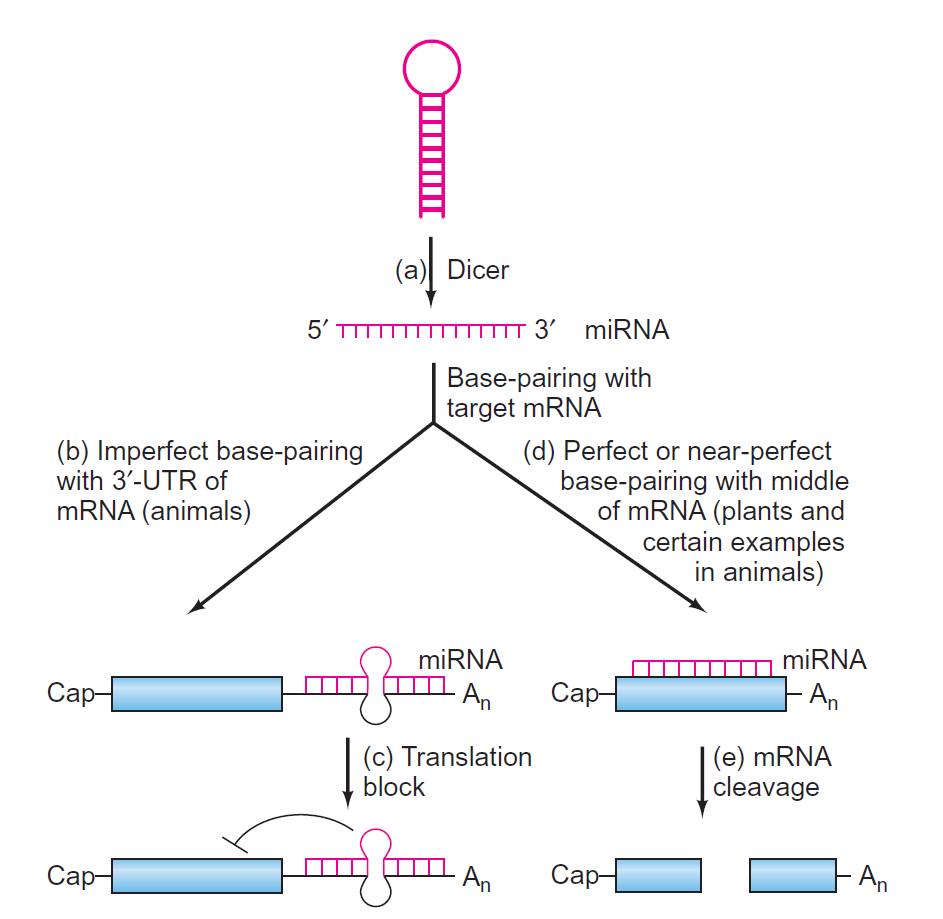 (a) Dicer
5′ 3′ miRNA
Base-pairing with
target mRNA
(b) Imperfect base-pairing
with 3′-UTR of
mRNA (animals)
(d) Perfect or near-perfect
base-pairing with middle
of mRNA (plants and
certain examples
in animals)
miRNA
Cap An
miRNA
Cap An
(c) Translation
block
(e) mRNA
cleavage
Cap An
Cap An